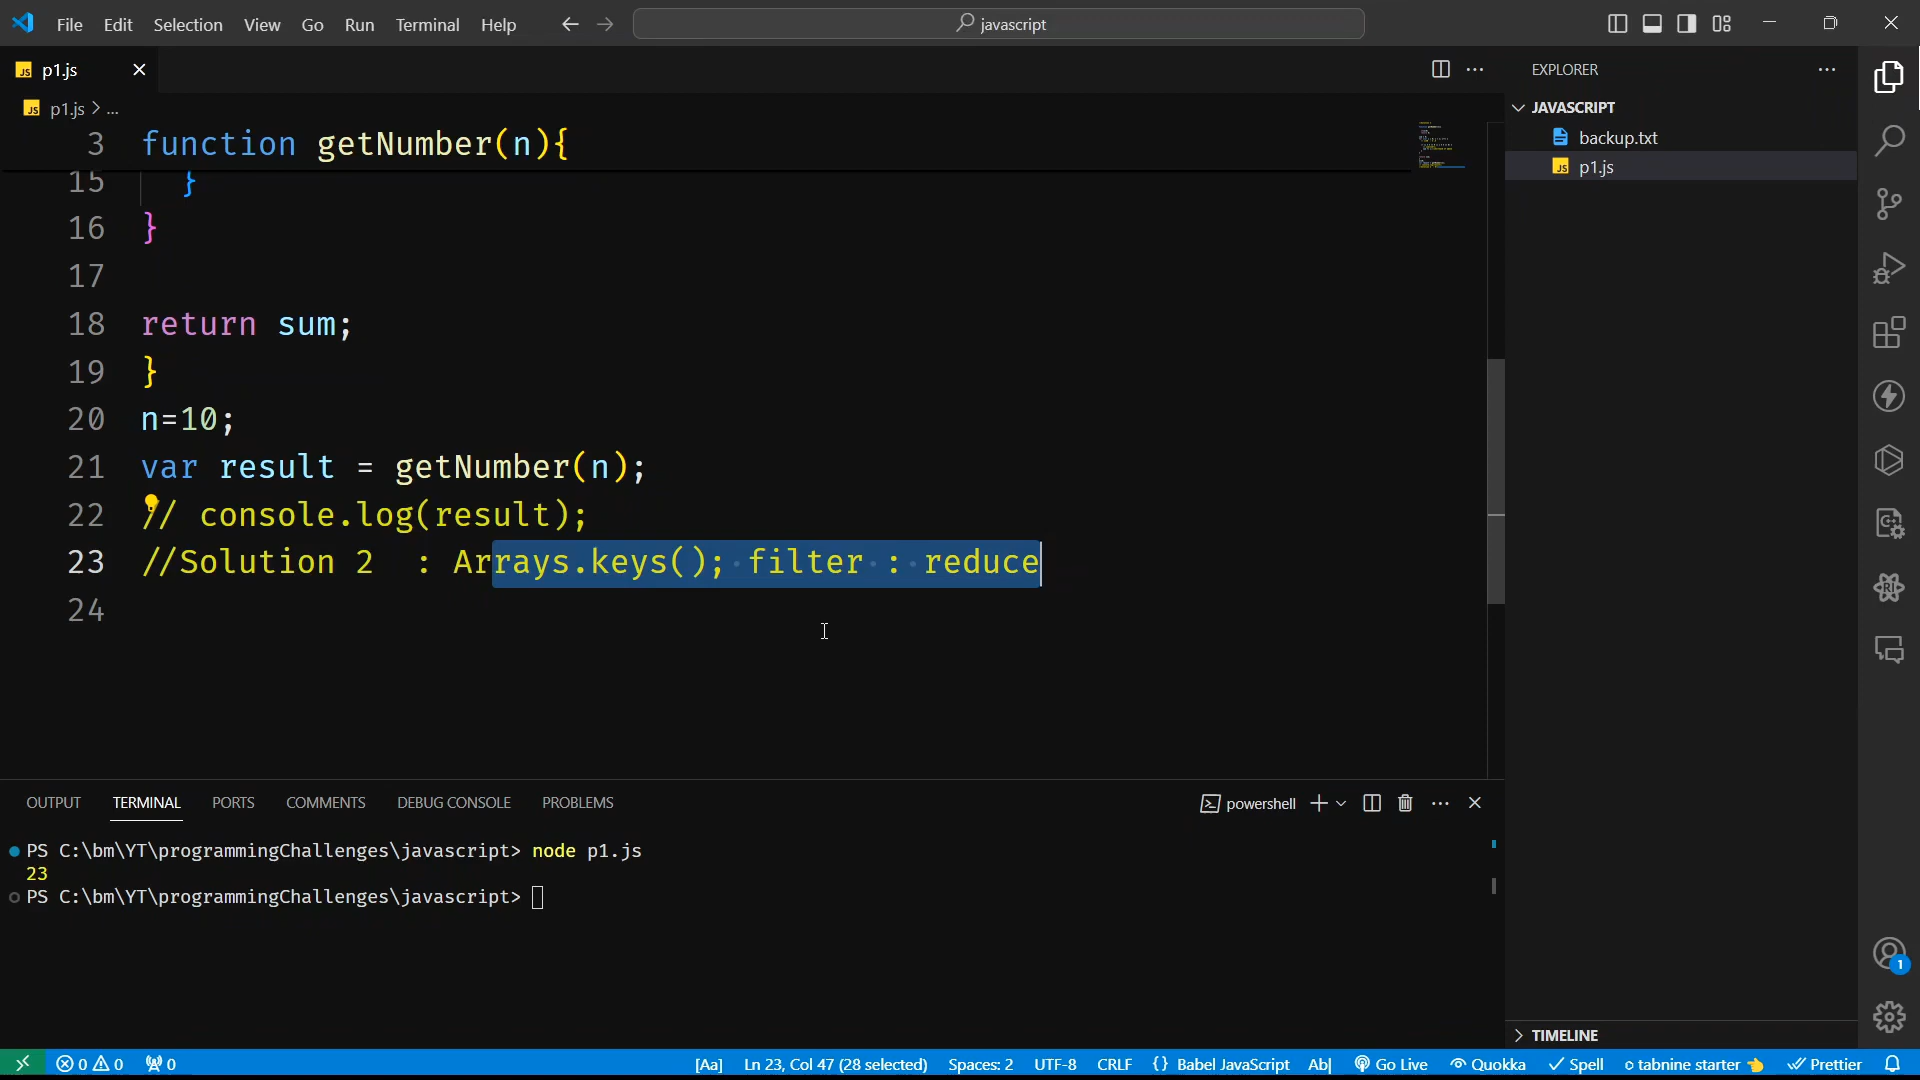 File Edit Selection View Go Run Terminal Help
javascript
p1.js
EXPLORER
p1.js > ...
JAVASCRIPT
backup.txt
p1.js
3 function getNumber(n){
15 }
16 }
17
18 return sum;
19 }
20 n=10;
21 var result = getNumber(n);
22 // console.log(result);
23 //Solution 2  : Arrays.keys(); filter : reduce
24
OUTPUT TERMINAL PORTS COMMENTS DEBUG CONSOLE PROBLEMS
powershell
PS C:\bm\YT\programmingChallenges\javascript> node p1.js
23
PS C:\bm\YT\programmingChallenges\javascript>
1
TIMELINE
0 0 0 [Aa] Ln 23, Col 47 (28 selected) Spaces: 2 UTF-8 CRLF {} Babel JavaScript Ab| Go Live Quokka Spell tabnine starter Prettier